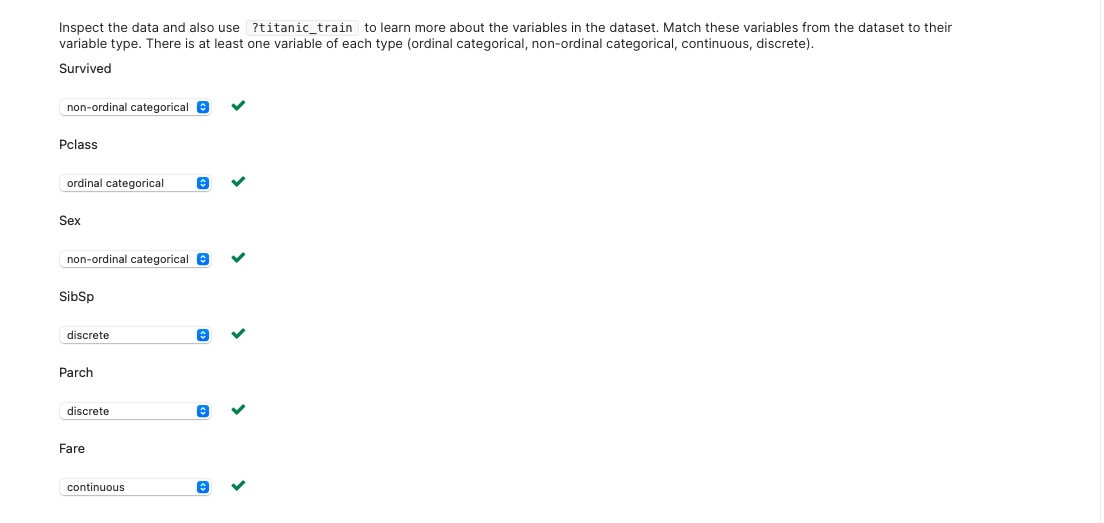 Inspect the data and also use ?titanic_train to learn more about the variables in the dataset. Match these variables from the dataset to their
variable type. There is at least one variable of each type (ordinal categorical, non-ordinal categorical, continuous, discrete).
Survived
non-ordinal categorical
Pclass
ordinal categorical
Sex
non-ordinal categorical
SibSp
discrete
Parch
discrete
Fare
continuous